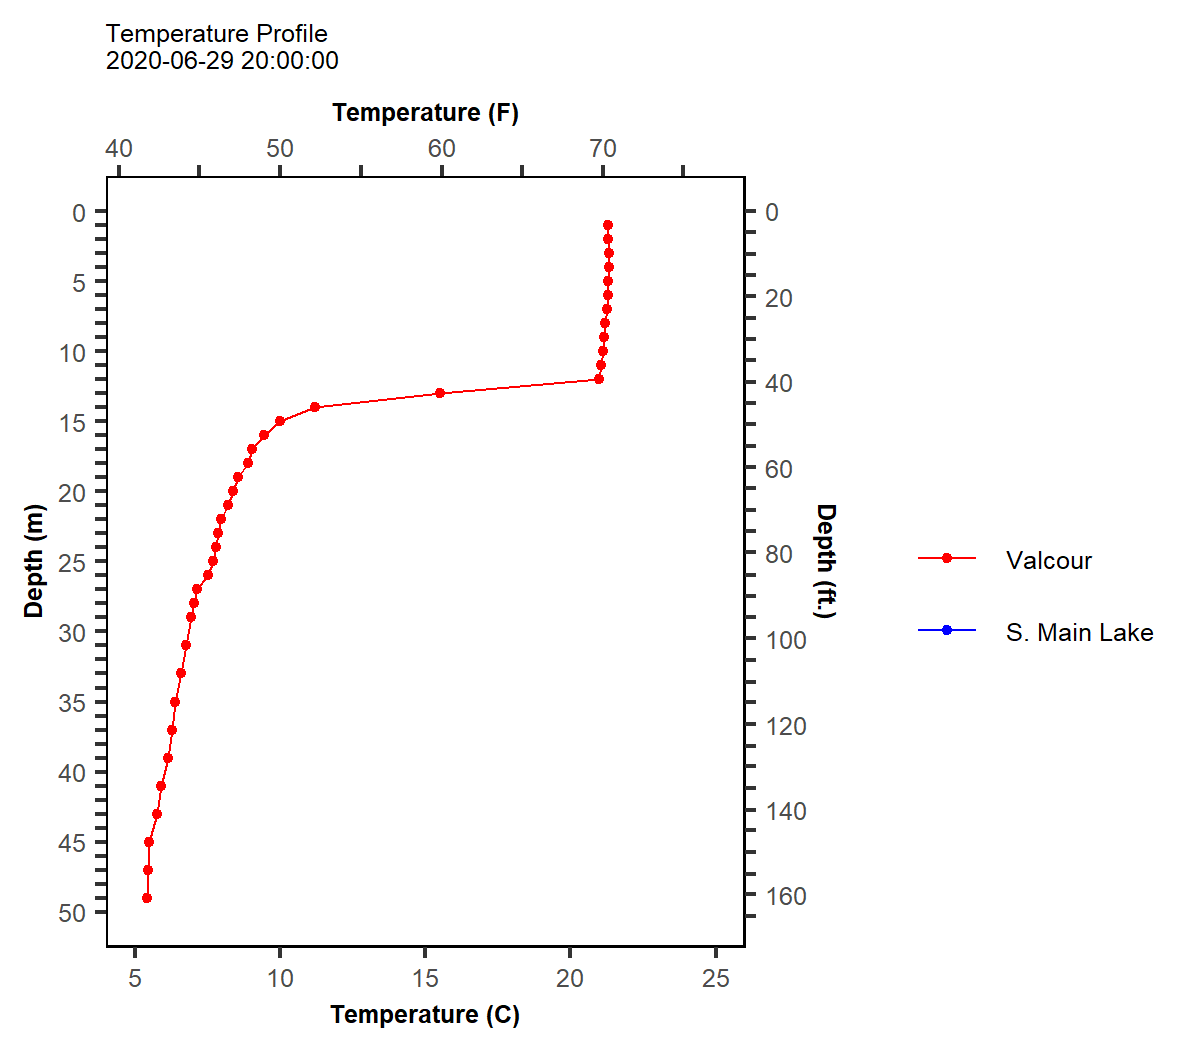 Temperature Profile
2020-06-29 20:00:00
Temperature (F)
40 50 60 70
0
5
10
15
20
25
30
35
40
45
50
Depth (m)
0
20
40
60
80
100
120
140
160
Depth (ft.)
Valcour
S. Main Lake
5 10 15 20 25
Temperature (C)